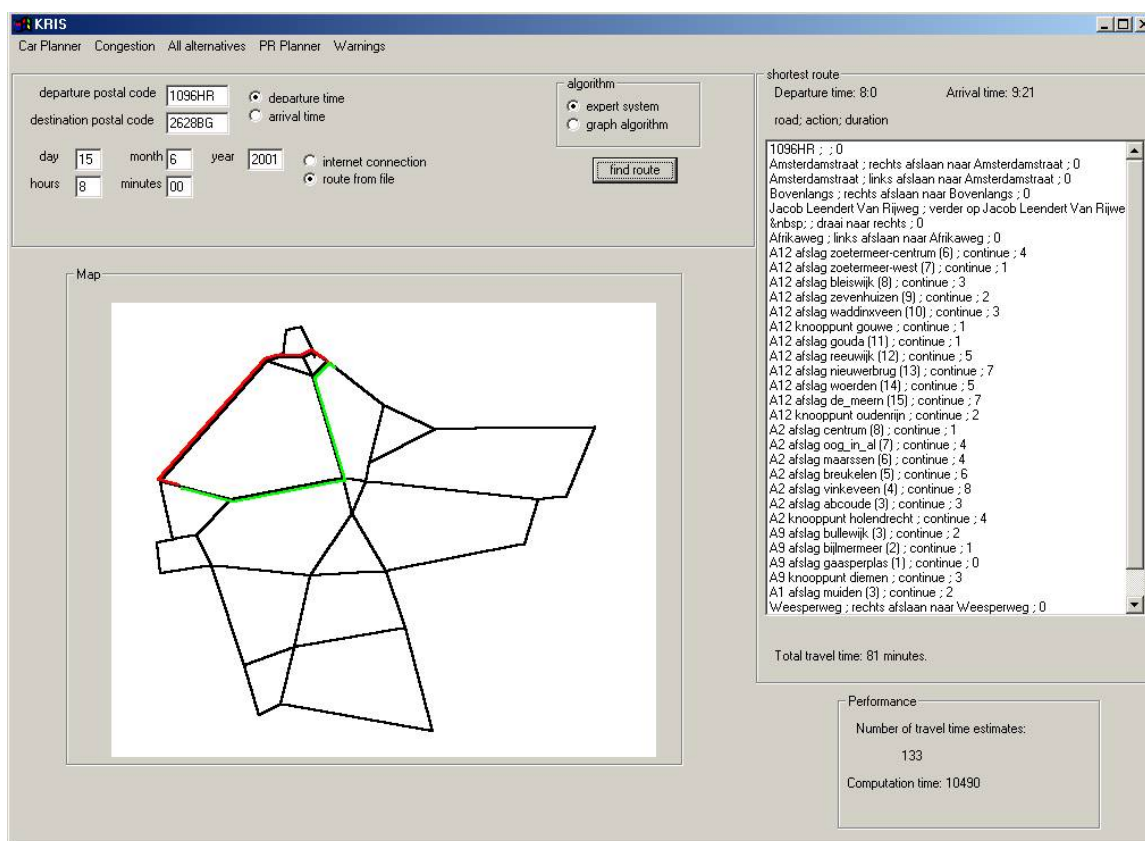 KRIS
Car Planner Congestion All alternatives PR Planner Warnings
departure postal code 1096HR
destination postal code 2628BG
departure time
arrival time
day 15 month 6 year 2001
hours 8 minutes 00
internet connection
route from file
algorithm
expert system
graph algorithm
find route
Map
shortest route
Departure time: 8:0 Arrival time: 9:21
road; action; duration
1096HR ; ; 0
Amsterdamstraat ; rechts afslaan naar Amsterdamstraat ; 0
Amsterdamstraat ; links afslaan naar Amsterdamstraat ; 0
Bovenlangs ; rechts afslaan naar Bovenlangs ; 0
Jacob Leendert Van Rijweg ; verder op Jacob Leendert Van Rijwe
&nbsp; ; draai naar rechts ; 0
Afrikaweg ; links afslaan naar Afrikaweg ; 0
A12 afslag zoetermeer-centrum (6) ; continue ; 4
A12 afslag zoetermeer-west (7) ; continue ; 1
A12 afslag bleiswijk (8) ; continue ; 3
A12 afslag zevenhuizen (9) ; continue ; 2
A12 afslag waddinxveen (10) ; continue ; 3
A12 knooppunt gouwe ; continue ; 1
A12 afslag gouda (11) ; continue ; 1
A12 afslag reeuwijk (12) ; continue ; 5
A12 afslag nieuwerbrug (13) ; continue ; 7
A12 afslag woerden (14) ; continue ; 5
A12 afslag de_meern (15) ; continue ; 7
A12 knooppunt oudenrijn ; continue ; 2
A2 afslag centrum (8) ; continue ; 1
A2 afslag oog_in_al (7) ; continue ; 4
A2 afslag maarssen (6) ; continue ; 4
A2 afslag breukelen (5) ; continue ; 6
A2 afslag vinkeveen (4) ; continue ; 8
A2 afslag abcoude (3) ; continue ; 3
A2 knooppunt holendrecht ; continue ; 4
A9 afslag bullewijk (3) ; continue ; 2
A9 afslag bijlmermeer (2) ; continue ; 1
A9 afslag gaasperplas (1) ; continue ; 0
A9 knooppunt diemen ; continue ; 3
A1 afslag muiden (3) ; continue ; 2
Weesperweg ; rechts afslaan naar Weesperweg ; 0
Total travel time: 81 minutes.
Performance
Number of travel time estimates:
133
Computation time: 10490